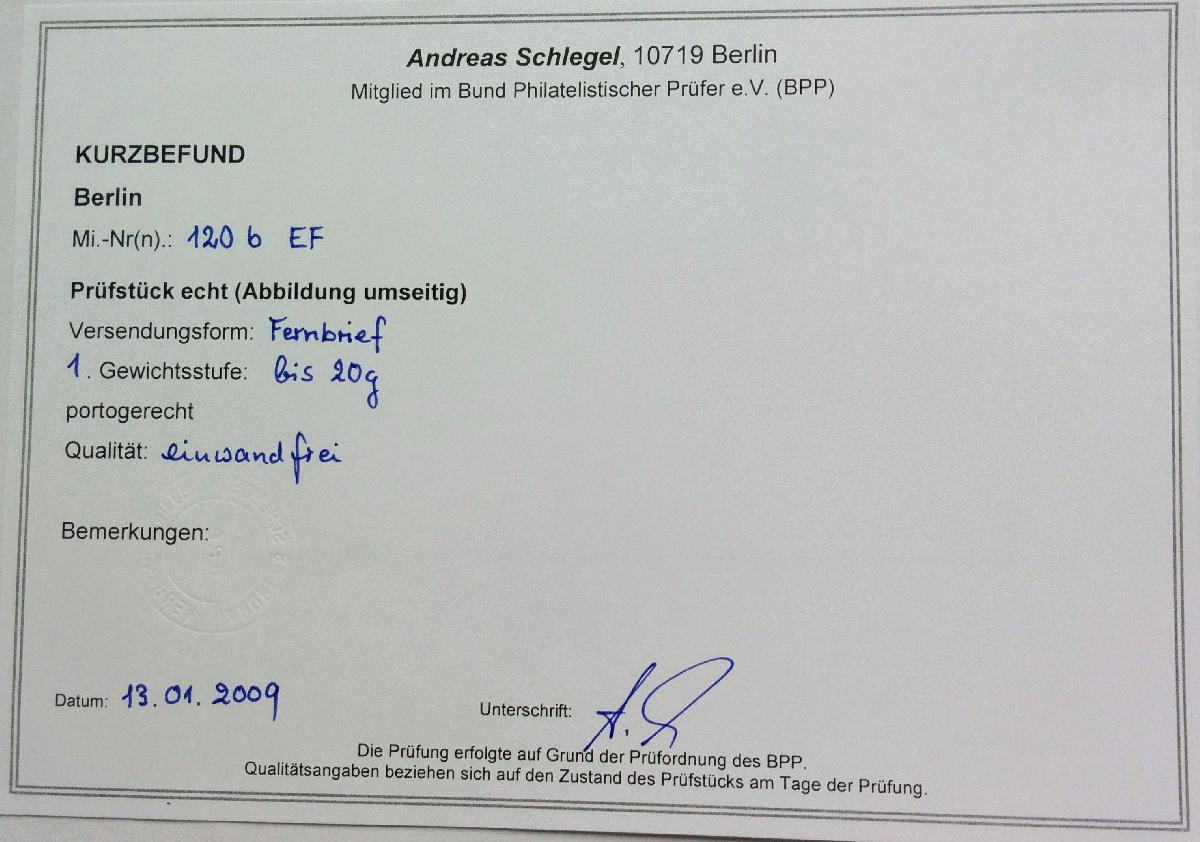 Andreas Schlegel, 10719 Berlin
Mitglied im Bund Philatelistischer Prüfer e.V. (BPP)
KURZBEFUND
Berlin
Mi.-Nr(n).: 120 b EF
Prüfstück echt (Abbildung umseitig)
Versendungsform: Fernbrief
1. Gewichtsstufe: bis 20g
portogerecht
Qualität: einwandfrei
Bemerkungen:
Datum: 13.01.2009
Unterschrift:
Die Prüfung erfolgte auf Grund der Prüfordnung des BPP.
Qualitätsangaben beziehen sich auf den Zustand des Prüfstücks am Tage der Prüfung.